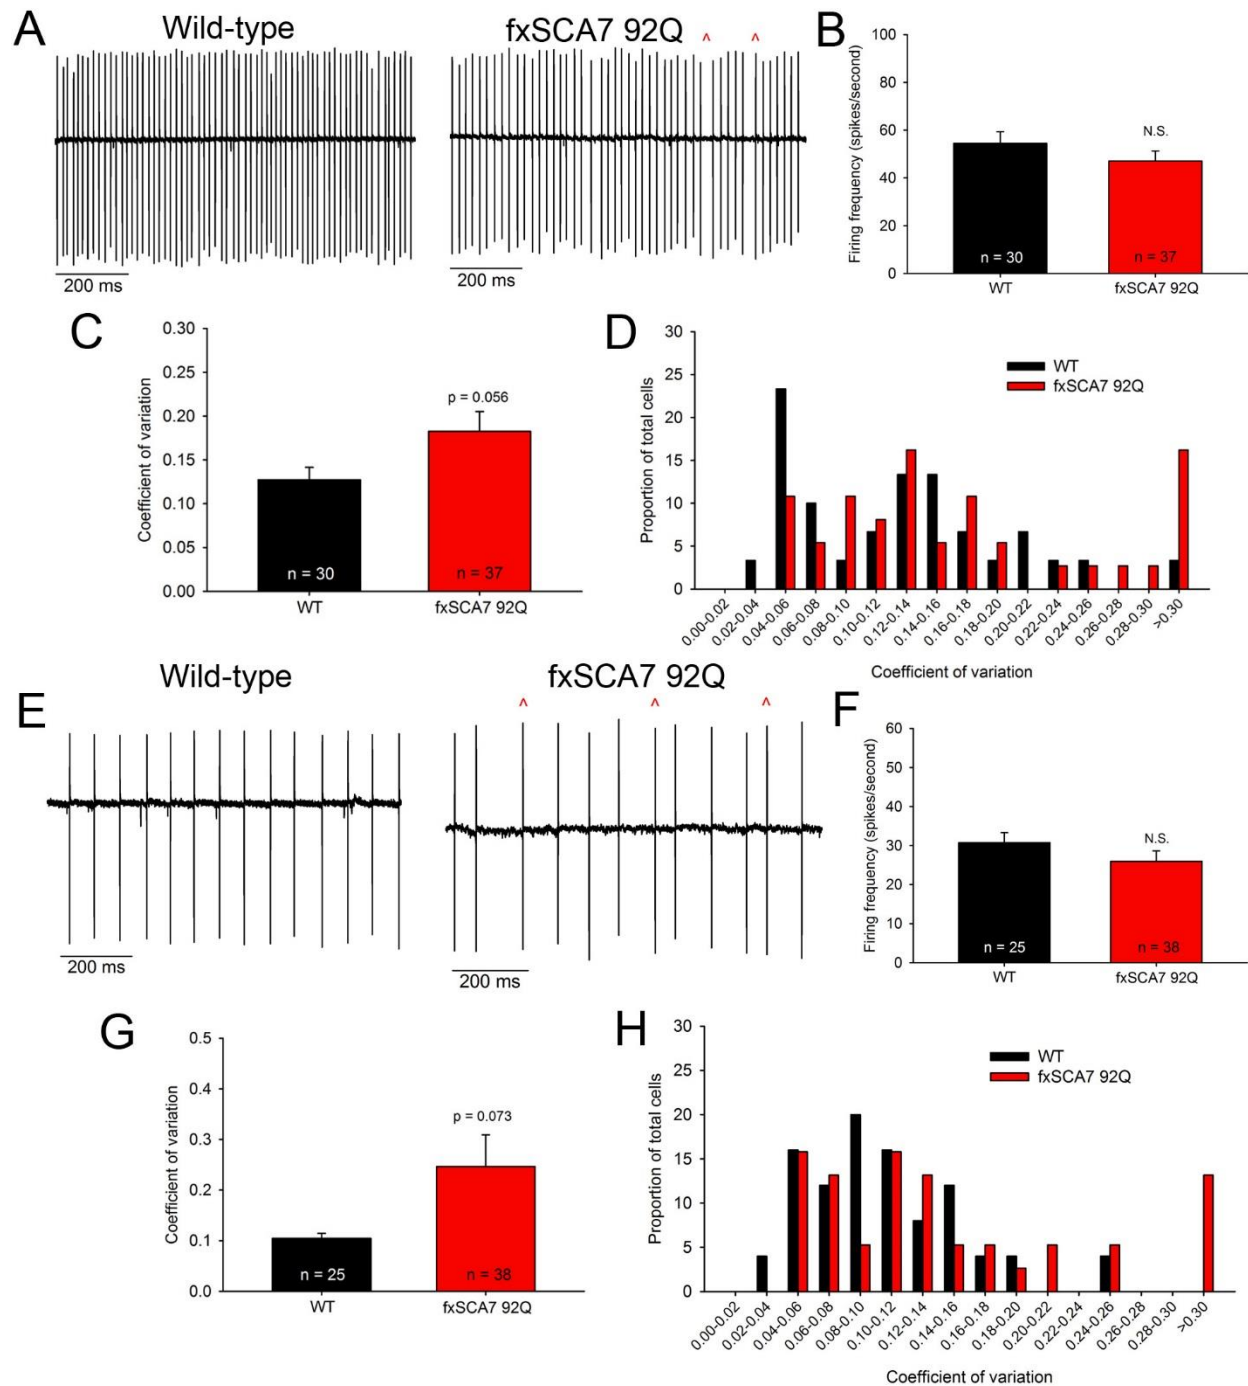 A
Wild-type
fxSCA7 92Q
^ ^
200 ms
200 ms
B
Firing frequency (spikes/second)
100
80
60
40
20
0
N.S.
n = 30
n = 37
WT
fxSCA7 92Q
C
Coefficient of variation
0.30
0.25
0.20
0.15
0.10
0.05
0.00
p = 0.056
n = 30
n = 37
WT
fxSCA7 92Q
D
Proportion of total cells
30
25
20
15
10
5
0
WT
fxSCA7 92Q
0.00-0.02
0.02-0.04
0.04-0.06
0.06-0.08
0.08-0.10
0.10-0.12
0.12-0.14
0.14-0.16
0.16-0.18
0.18-0.20
0.20-0.22
0.22-0.24
0.24-0.26
0.26-0.28
0.28-0.30
>0.30
Coefficient of variation
E
Wild-type
fxSCA7 92Q
^ ^ ^
200 ms
200 ms
F
Firing frequency (spikes/second)
60
50
40
30
20
10
0
N.S.
n = 25
n = 38
WT
fxSCA7 92Q
G
Coefficient of variation
0.5
0.4
0.3
0.2
0.1
0.0
p = 0.073
n = 25
n = 38
WT
fxSCA7 92Q
H
Proportion of total cells
30
25
20
15
10
5
0
WT
fxSCA7 92Q
0.00-0.02
0.02-0.04
0.04-0.06
0.06-0.08
0.08-0.10
0.10-0.12
0.12-0.14
0.14-0.16
0.16-0.18
0.18-0.20
0.20-0.22
0.22-0.24
0.24-0.26
0.26-0.28
0.28-0.30
>0.30
Coefficient of variation